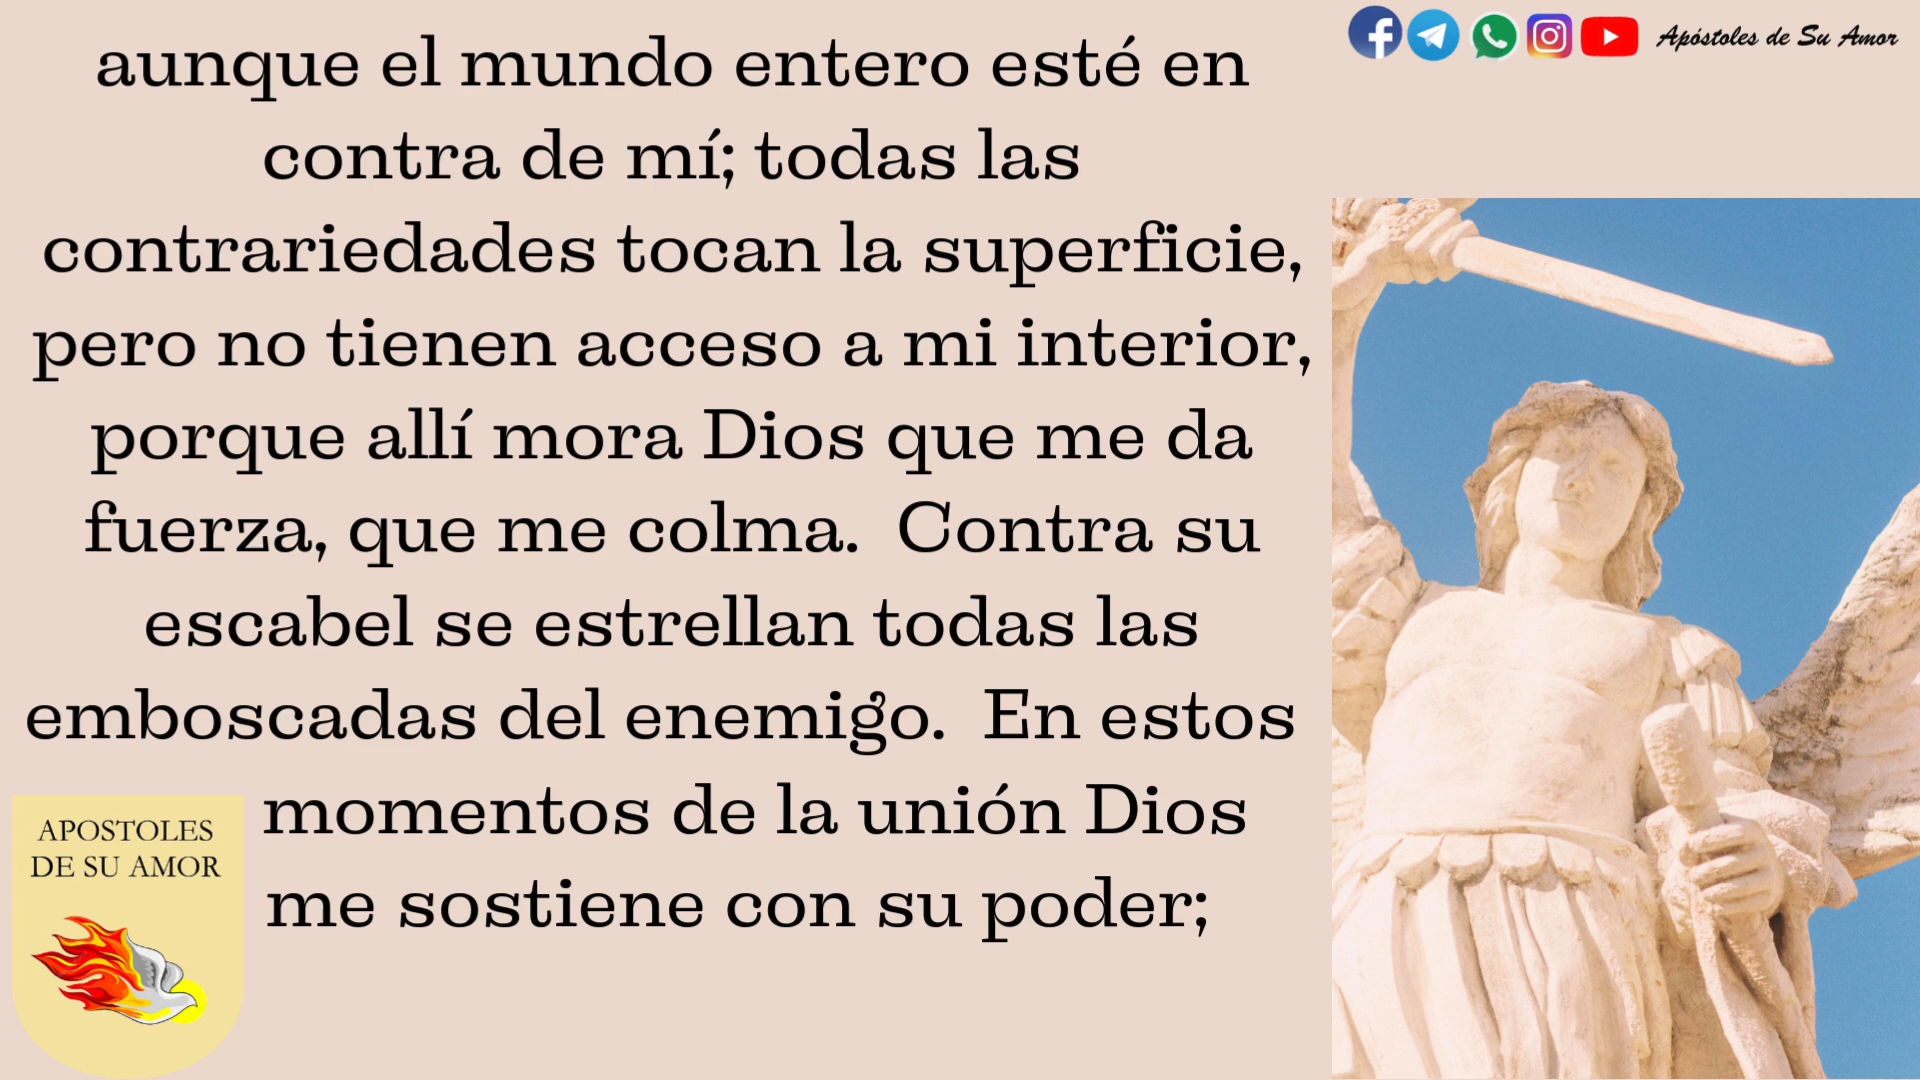 Apóstoles de Su Amor
aunque el mundo entero esté en
contra de mí; todas las
contrariedades tocan la superficie,
pero no tienen acceso a mi interior,
porque allí mora Dios que me da
fuerza, que me colma.  Contra su
escabel se estrellan todas las
emboscadas del enemigo.  En estos
momentos de la unión Dios
me sostiene con su poder;
APOSTOLES
DE SU AMOR